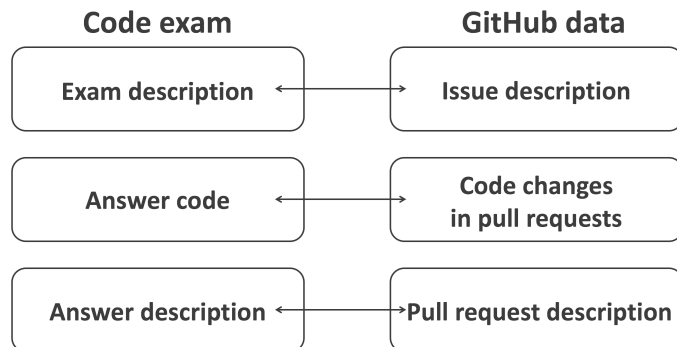 Code exam
GitHub data
Exam description
Issue description
Answer code
Code changes
in pull requests
Answer description
Pull request description